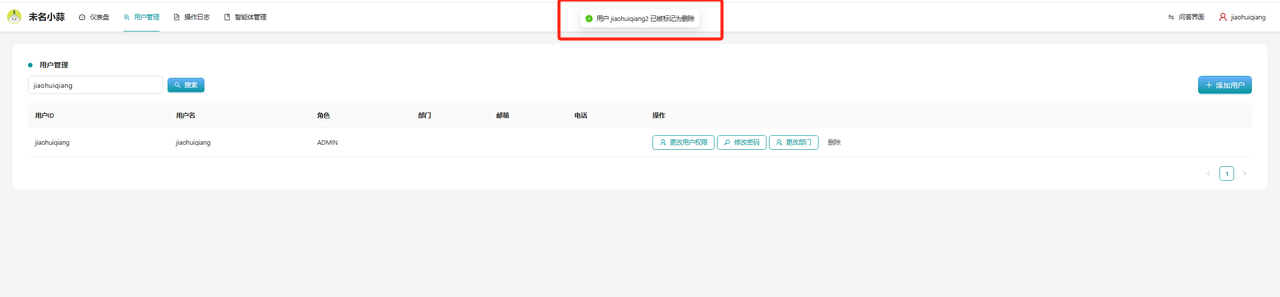 未名小蒜 仪表盘 用户管理 操作日志 智能体管理 用户 jiaohuiqiang2 已被标记为删除 问答界面 jiaohuiqiang
用户管理
jiaohuiqiang 搜索 添加用户
用户ID 用户名 角色 部门 邮箱 电话 操作
jiaohuiqiang jiaohuiqiang ADMIN 更改用户权限 修改密码 更改部门 删除
1